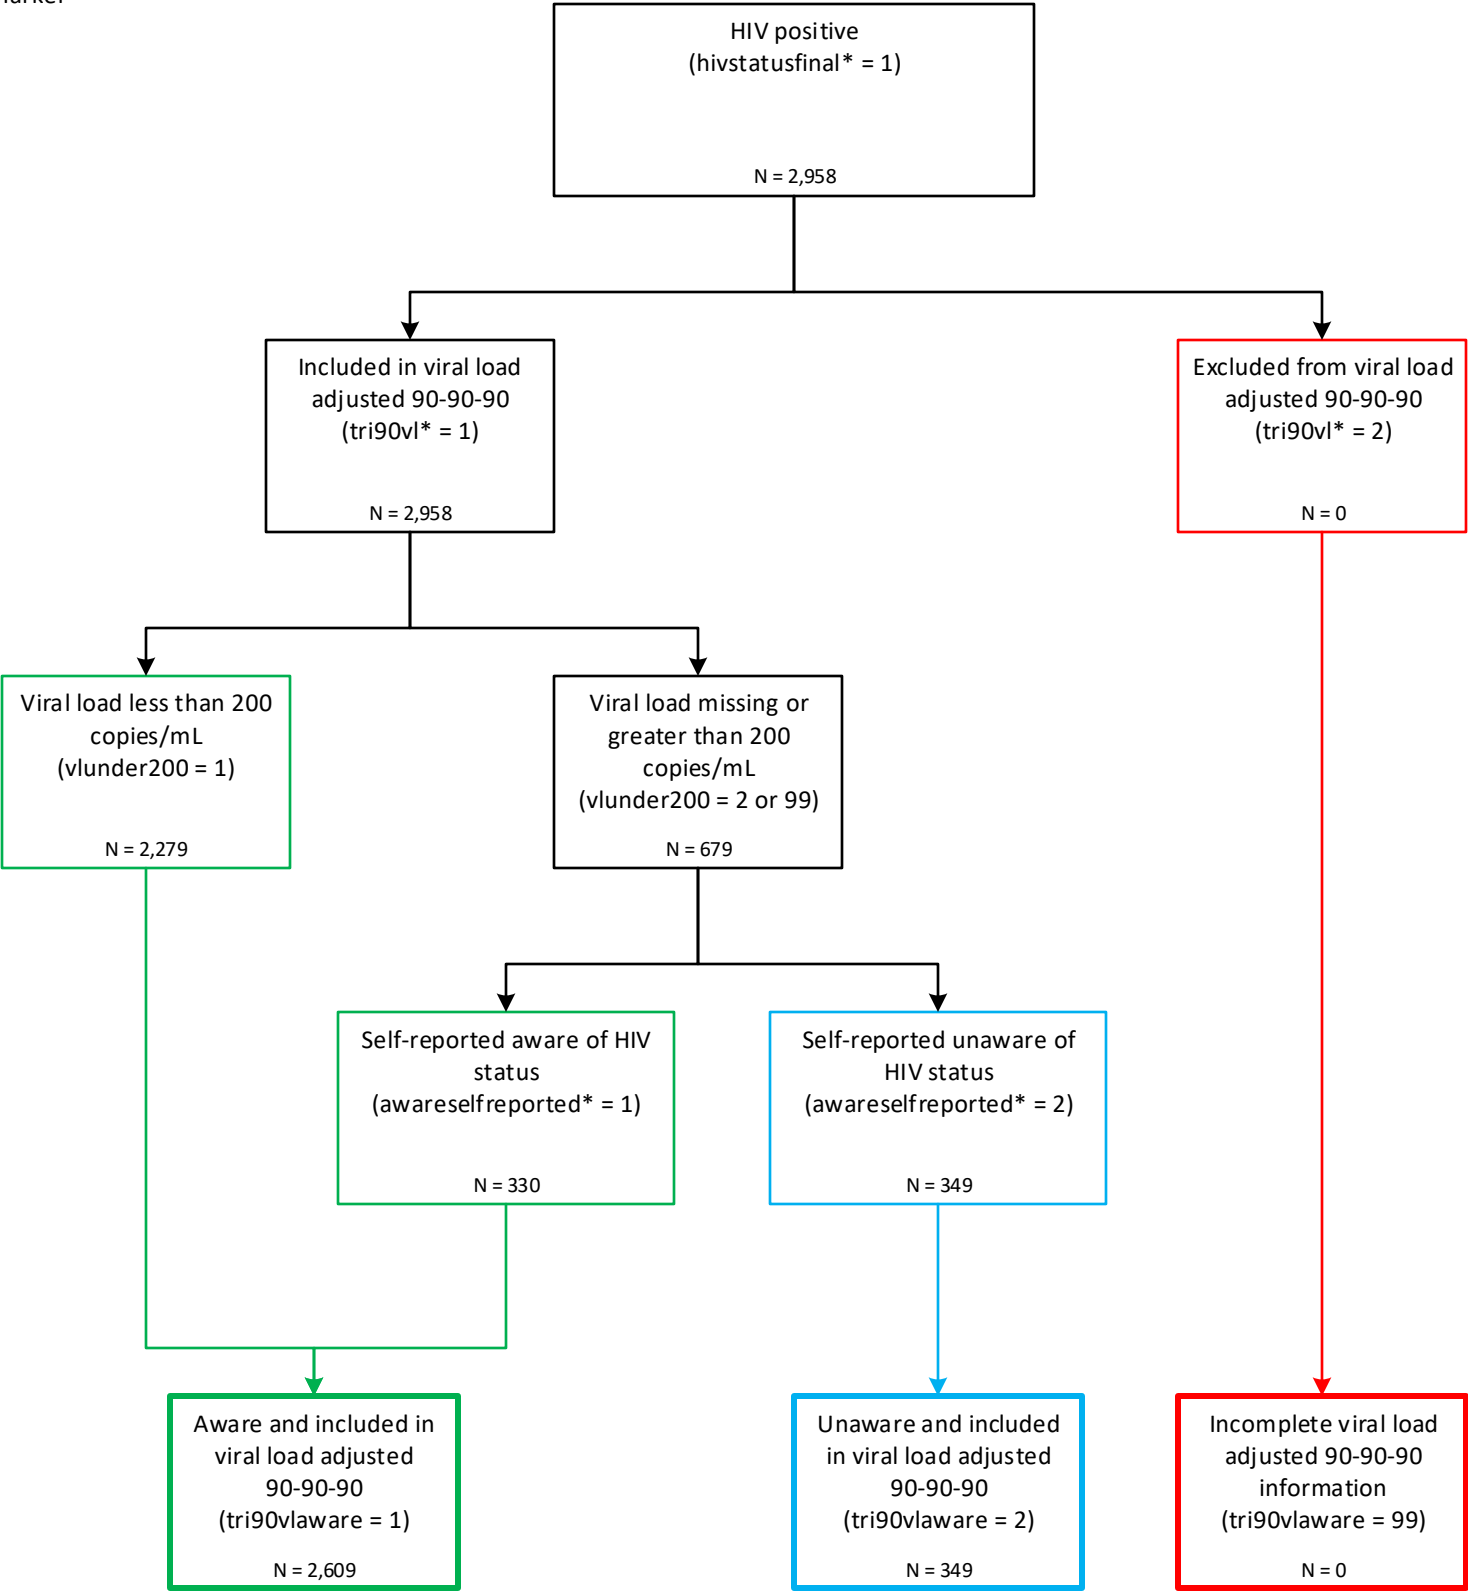 HIV positive
(hivstatusfinal* = 1)
N = 2,958
Included in viral load
adjusted 90-90-90
(tri90vl* = 1)
N = 2,958
Excluded from viral load
adjusted 90-90-90
(tri90vl* = 2)
N = 0
Viral load less than 200
copies/mL
(vlunder200 = 1)
N = 2,279
Viral load missing or
greater than 200
copies/mL
(vlunder200 = 2 or 99)
N = 679
Self-reported aware of HIV
status
(awareselfreported* = 1)
N = 330
Self-reported unaware of
HIV status
(awareselfreported* = 2)
N = 349
Aware and included in
viral load adjusted
90-90-90
(tri90vlaware = 1)
N = 2,609
Unaware and included
in viral load adjusted
90-90-90
(tri90vlaware = 2)
N = 349
Incomplete viral load
adjusted 90-90-90
information
(tri90vlaware = 99)
N = 0